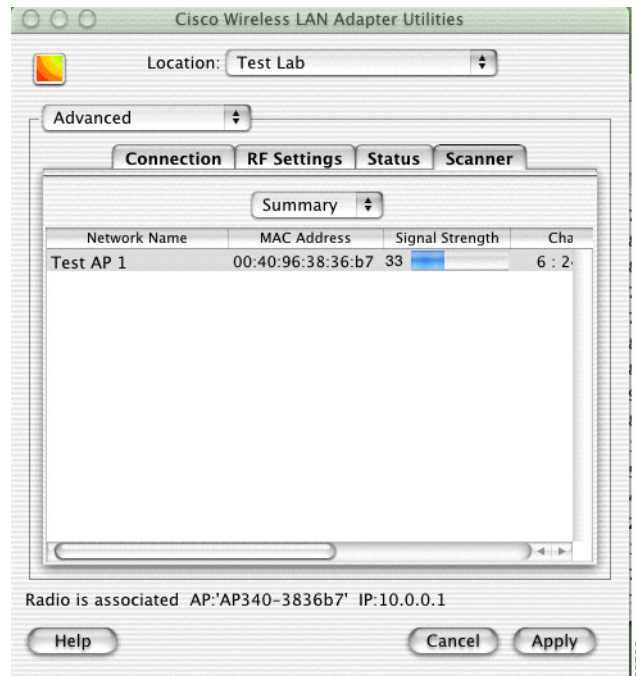 Cisco Wireless LAN Adapter Utilities
Location: Test Lab
Advanced
Connection RF Settings Status Scanner
Summary
Network Name MAC Address Signal Strength Cha
Test AP 1 00:40:96:38:36:b7 33 6 : 2
Radio is associated AP:'AP340-3836b7' IP:10.0.0.1
Help Cancel Apply